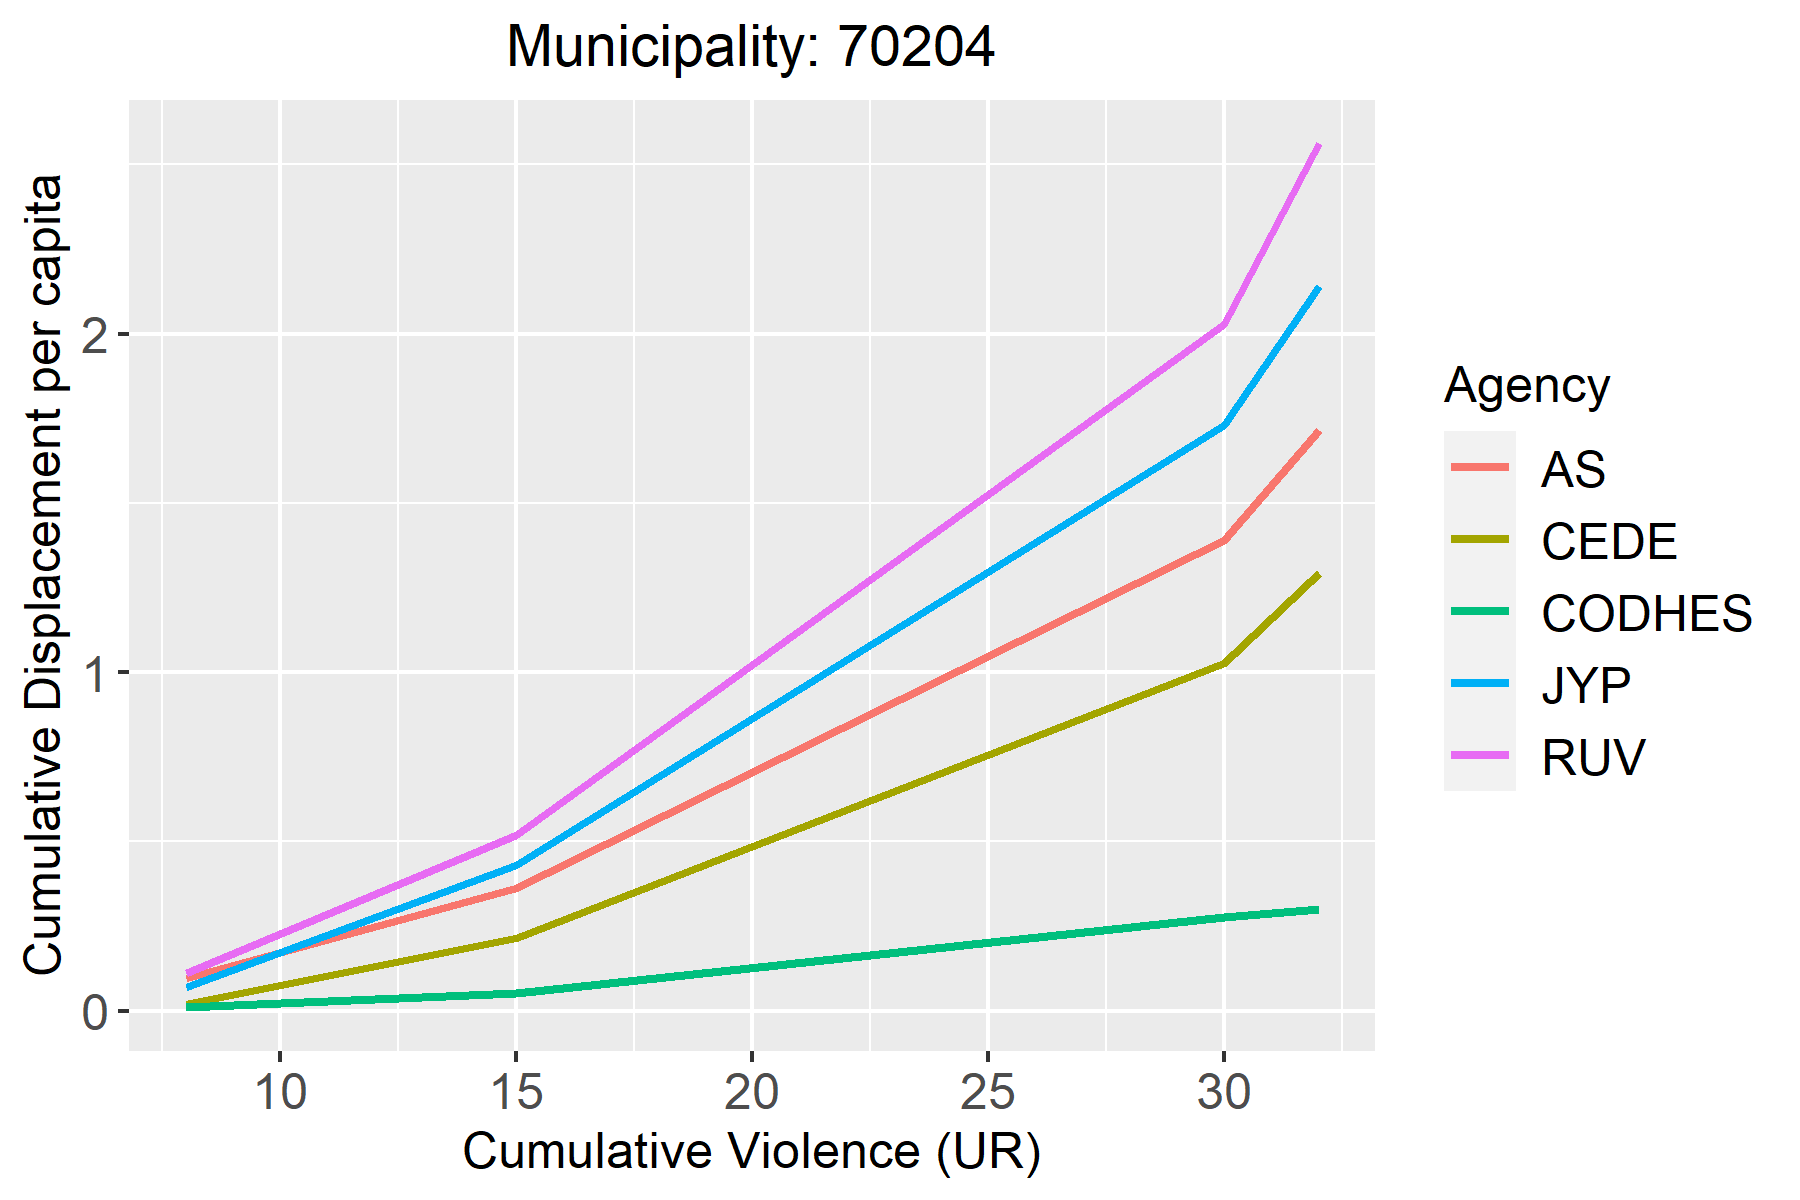 Municipality: 70204
Cumulative Displacement per capita
2
1
0
10 15 20 25 30
Cumulative Violence (UR)
Agency
AS
CEDE
CODHES
JYP
RUV